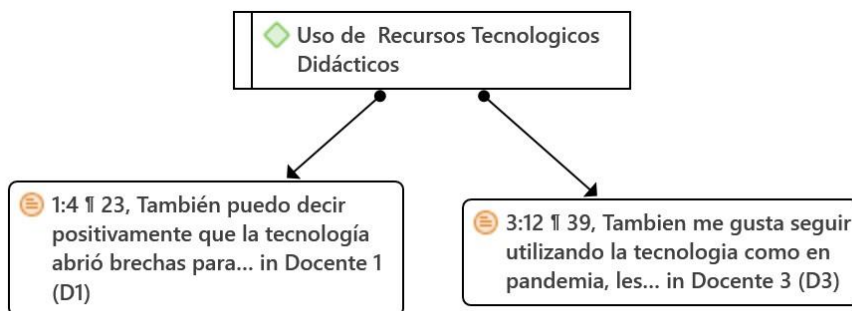 Uso de Recursos Tecnologicos
Didácticos
1:4 ¶ 23, También puedo decir
positivamente que la tecnología
abrió brechas para... in Docente 1
(D1)
3:12 ¶ 39, Tambien me gusta seguir
utilizando la tecnologia como en
pandemia, les... in Docente 3 (D3)